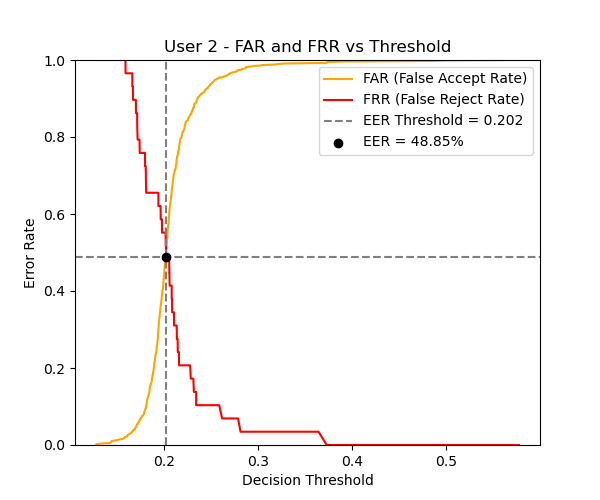 User 2 - FAR and FRR vs Threshold
1.0
0.8
0.6
0.4
0.2
0.0
Error Rate
FAR (False Accept Rate)
FRR (False Reject Rate)
EER Threshold = 0.202
EER = 48.85%
0.2 0.3 0.4 0.5
Decision Threshold